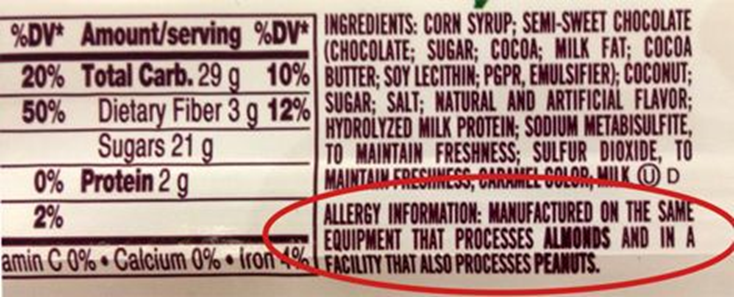 %DV* Amount/serving %DV*
20% Total Carb. 29 g 10%
50% Dietary Fiber 3 g 12%
Sugars 21 g
0% Protein 2 g
2%
amin C 0% • Calcium 0% • Iron 4%
INGREDIENTS: CORN SYRUP; SEMI-SWEET CHOCOLATE
(CHOCOLATE; SUGAR; COCOA; MILK FAT; COCOA
BUTTER; SOY LECITHIN; PGPR, EMULSIFIER); COCONUT;
SUGAR; SALT; NATURAL AND ARTIFICIAL FLAVOR;
HYDROLYZED MILK PROTEIN; SODIUM METABISULFITE,
TO MAINTAIN FRESHNESS; SULFUR DIOXIDE, TO
MAINTAIN FRESHNESS; CARAMEL COLOR; MILK Ⓤ D
ALLERGY INFORMATION: MANUFACTURED ON THE SAME
EQUIPMENT THAT PROCESSES ALMONDS AND IN A
FACILITY THAT ALSO PROCESSES PEANUTS.